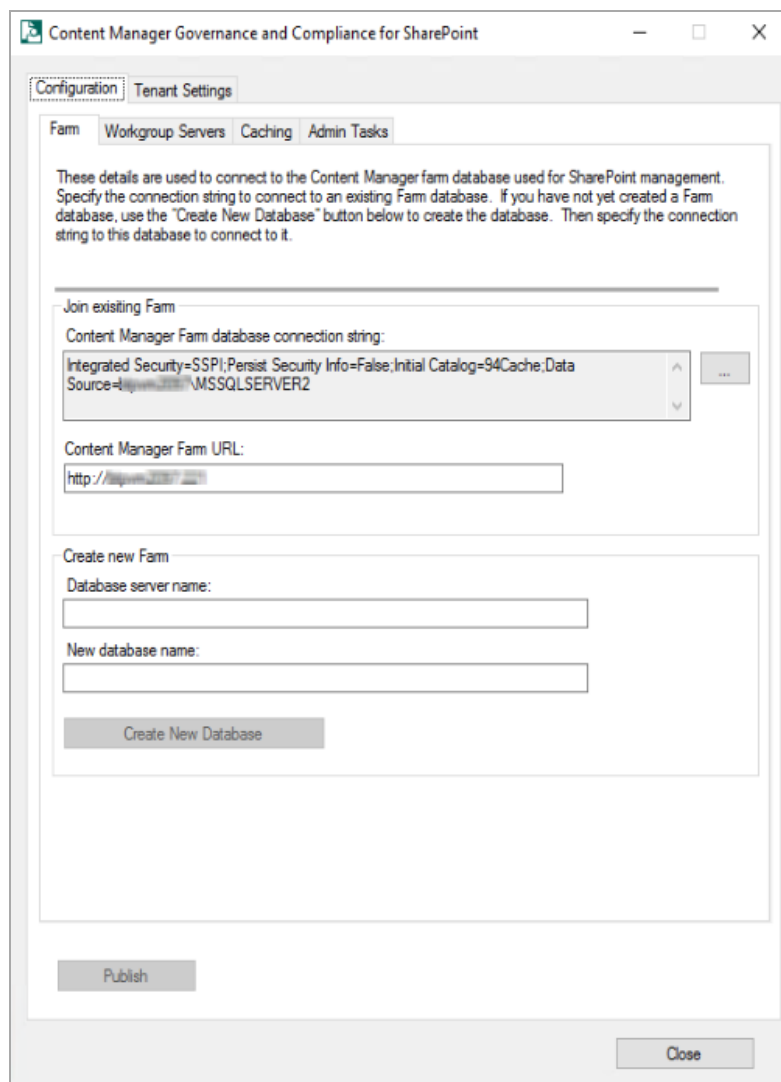 Content Manager Governance and Compliance for SharePoint
Configuration Tenant Settings
Farm Workgroup Servers Caching Admin Tasks
These details are used to connect to the Content Manager farm database used for SharePoint management.
Specify the connection string to connect to an existing Farm database. If you have not yet created a Farm
database, use the "Create New Database" button below to create the database. Then specify the connection
string to this database to connect to it.
Join exisiting Farm
Content Manager Farm database connection string:
Integrated Security=SSPI;Persist Security Info=False;Initial Catalog=94Cache;Data
Source= \MSSQLSERVER2
...
Content Manager Farm URL:
http://
Create new Farm
Database server name:
New database name:
Create New Database
Publish
Close